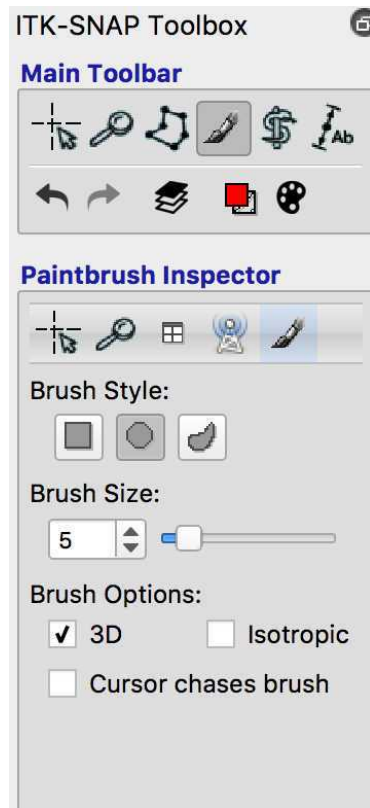 ITK-SNAP Toolbox
Main Toolbar
Ab
Paintbrush Inspector
Brush Style:
Brush Size:
5
Brush Options:
3D Isotropic
Cursor chases brush